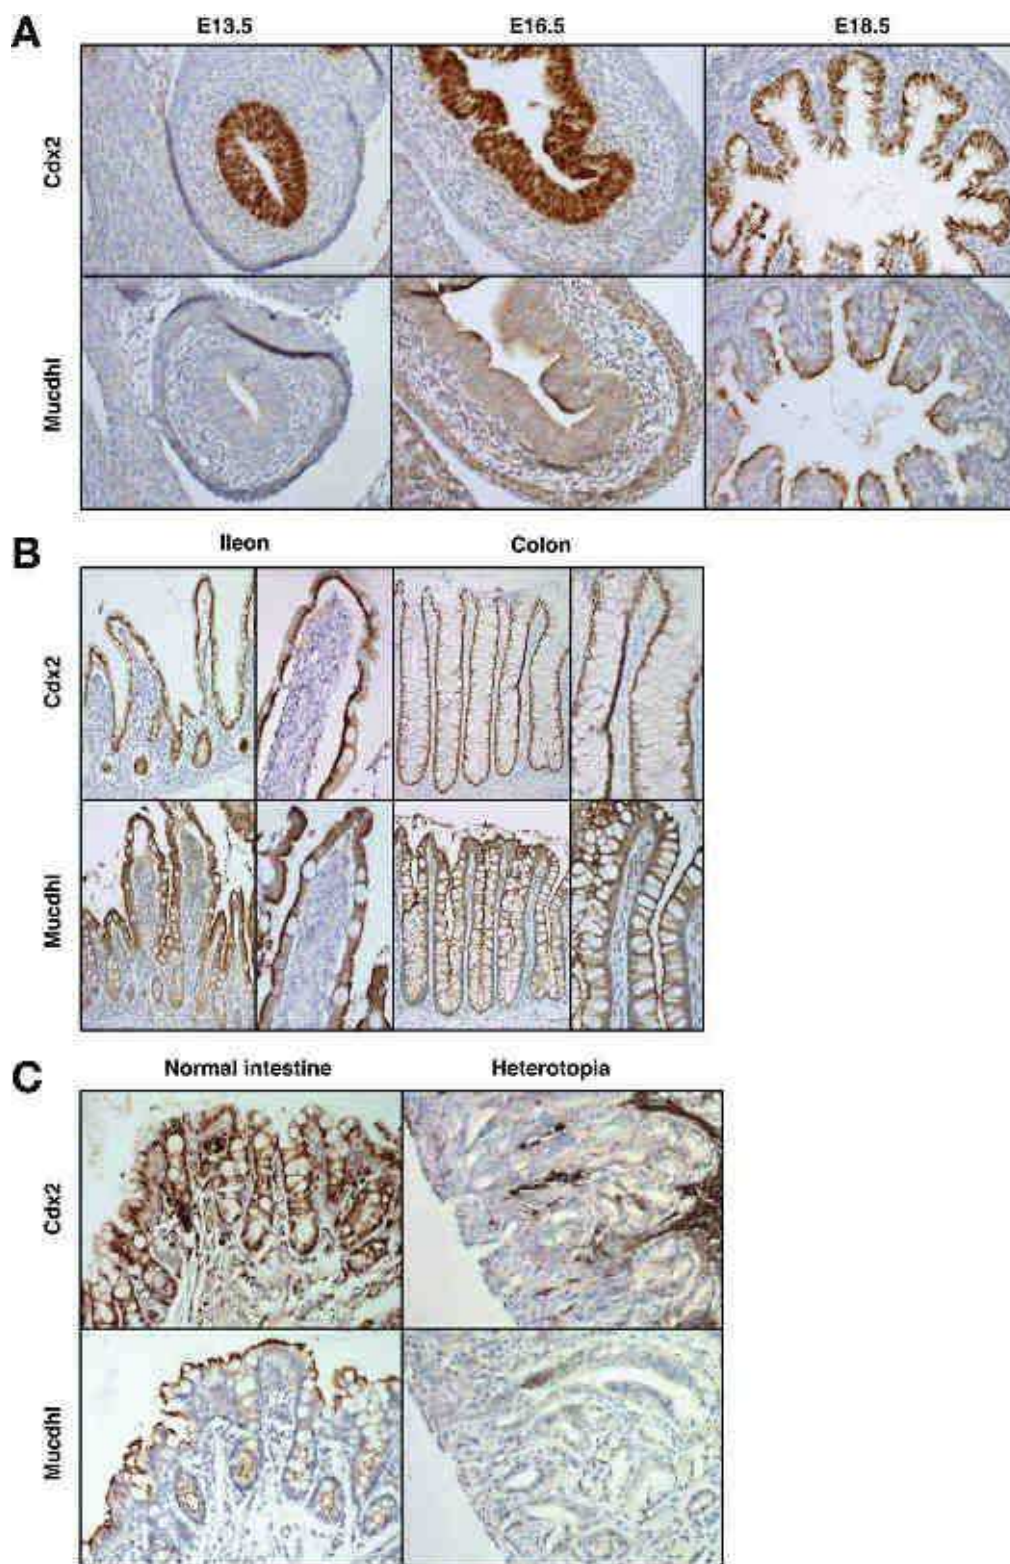 A
E13.5 E16.5 E18.5
Cdx2
Mucdhl
B
Ileon Colon
Cdx2
Mucdhl
C
Normal intestine Heterotopia
Cdx2
Mucdhl